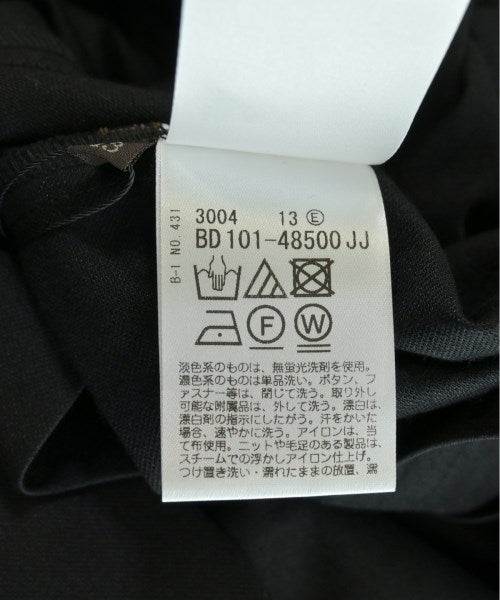 3004 13 Ⓔ
BD 101-48500 JJ
B-1 NO. 431
F W
淡色系のものは、無蛍光洗剤を使用。
濃色系のものは単品洗い。ボタン、フ
ァスナー等は、閉じて洗う。取り外し
可能な附属品は、外して洗う。漂白は、
漂白剤の指示にしたがう。汗をかいた
場合、速やかに洗う。アイロンは、当
て布使用。ニットや毛足のある製品は、
スチームでの浮かしアイロン仕上げ。
つけ置き洗い・濡れたままの放置、濡